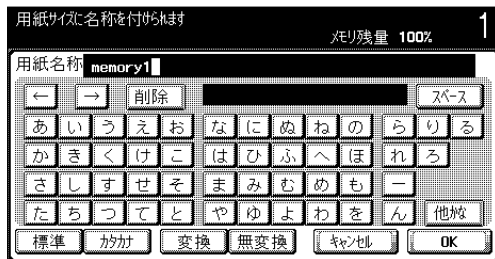 用紙サイズに名称を付けられます
メモリ残量 100% 1
用紙名称 memory1
← → 削除 スペース
あ い う え お な に ぬ ね の ら り る
か き く け こ は ひ ふ へ ほ れ ろ
さ し す せ そ ま み む め も ー
た ち つ て と や ゆ よ わ を ん 他かな
標準 カタカナ 変換 無変換 キャンセル OK